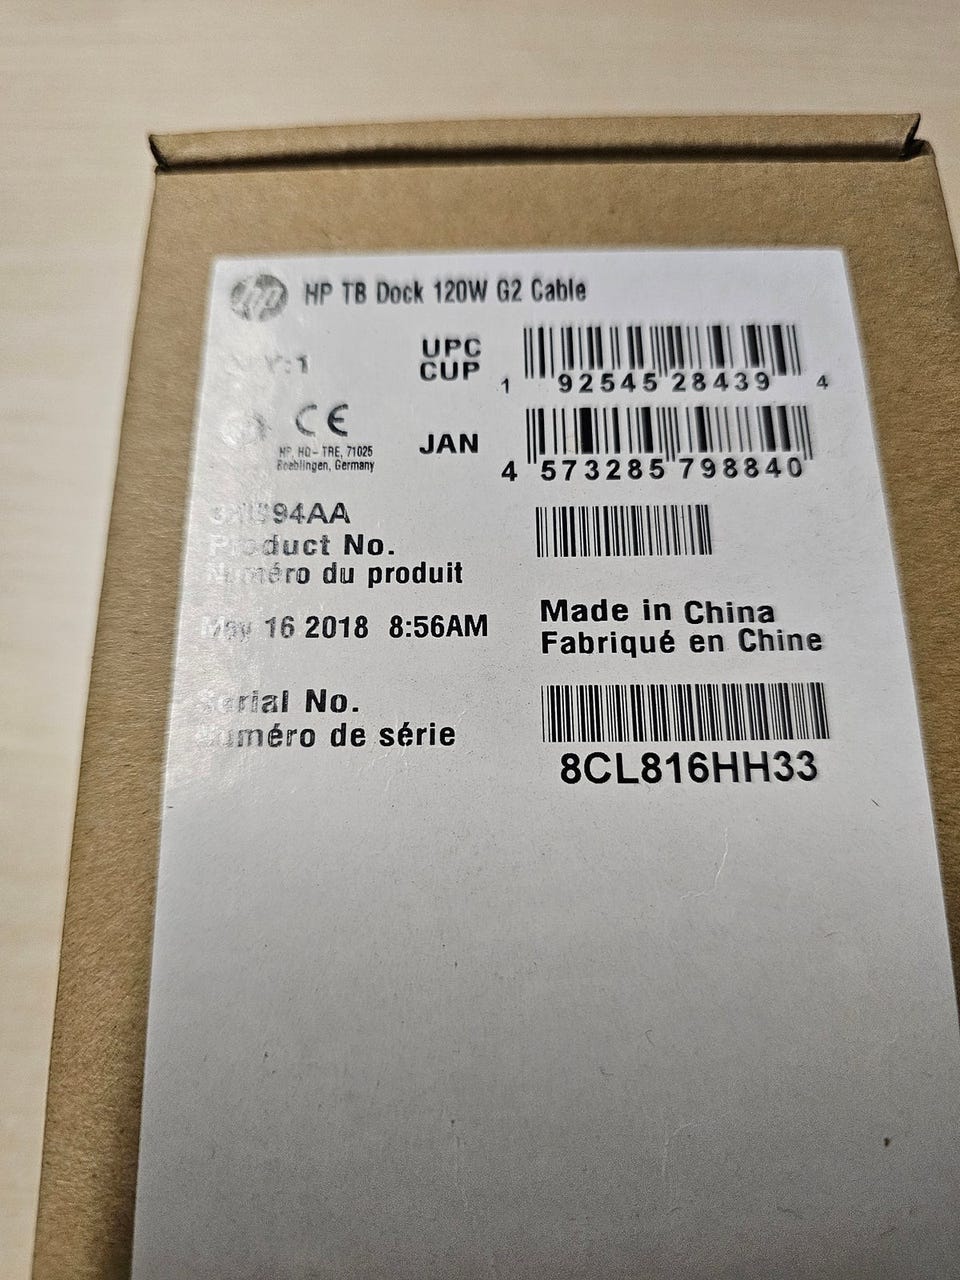 hp HP TB Dock 120W G2 Cable
UPC
CUP
1 92545 28439 4
CE
HP, HQ-TRE, 71025
Boeblingen, Germany
JAN
4 573285 798840
Product No.
Numéro du produit
May 16 2018 8:56AM
Made in China
Fabriqué en Chine
Serial No.
Numéro de série
8CL816HH33